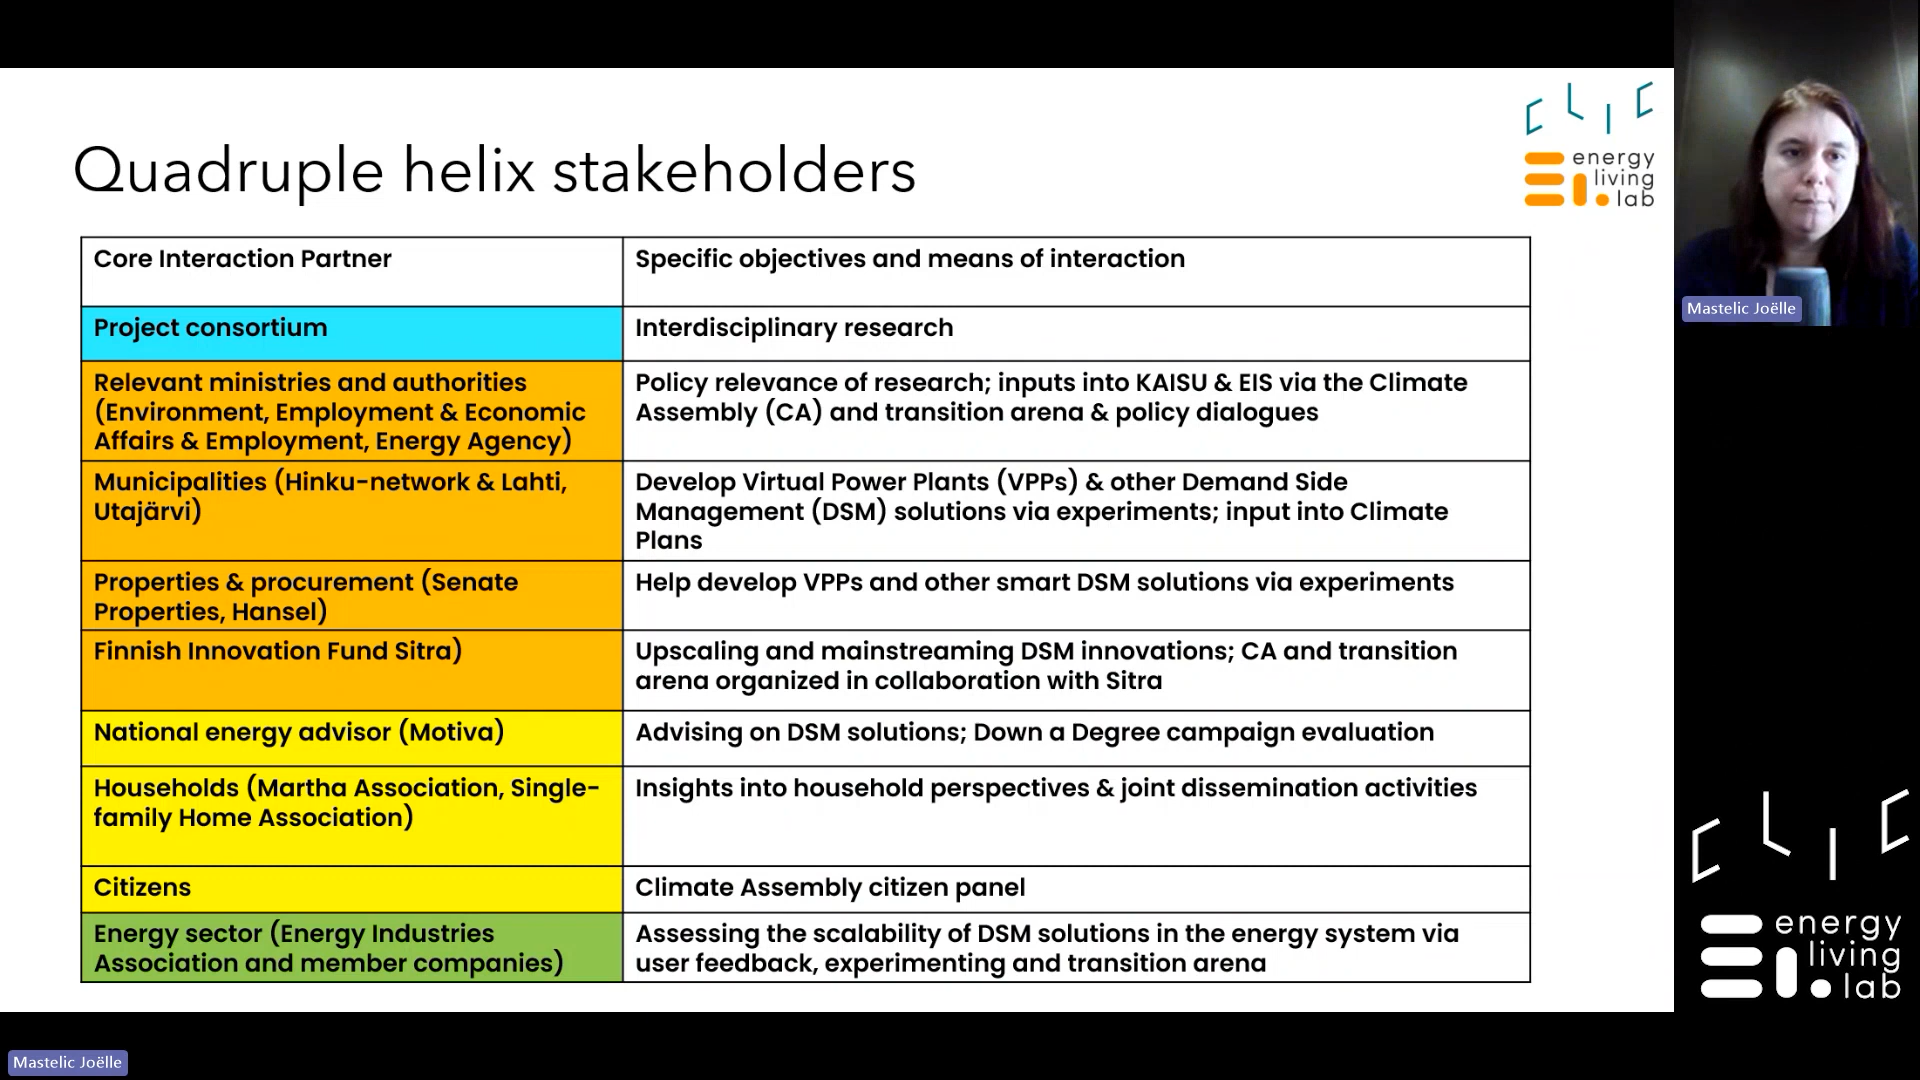 Quadruple helix stakeholders
CLIC
energy
living
lab
Core Interaction Partner
Specific objectives and means of interaction
Project consortium
Interdisciplinary research
Relevant ministries and authorities
(Environment, Employment & Economic
Affairs & Employment, Energy Agency)
Policy relevance of research; inputs into KAISU & EIS via the Climate
Assembly (CA) and transition arena & policy dialogues
Municipalities (Hinku-network & Lahti,
Utajärvi)
Develop Virtual Power Plants (VPPs) & other Demand Side
Management (DSM) solutions via experiments; input into Climate
Plans
Properties & procurement (Senate
Properties, Hansel)
Help develop VPPs and other smart DSM solutions via experiments
Finnish Innovation Fund Sitra)
Upscaling and mainstreaming DSM innovations; CA and transition
arena organized in collaboration with Sitra
National energy advisor (Motiva)
Advising on DSM solutions; Down a Degree campaign evaluation
Households (Martha Association, Single-
family Home Association)
Insights into household perspectives & joint dissemination activities
Citizens
Climate Assembly citizen panel
Energy sector (Energy Industries
Association and member companies)
Assessing the scalability of DSM solutions in the energy system via
user feedback, experimenting and transition arena
Mastelic Joëlle
CLIC
energy
living
lab
Mastelic Joëlle